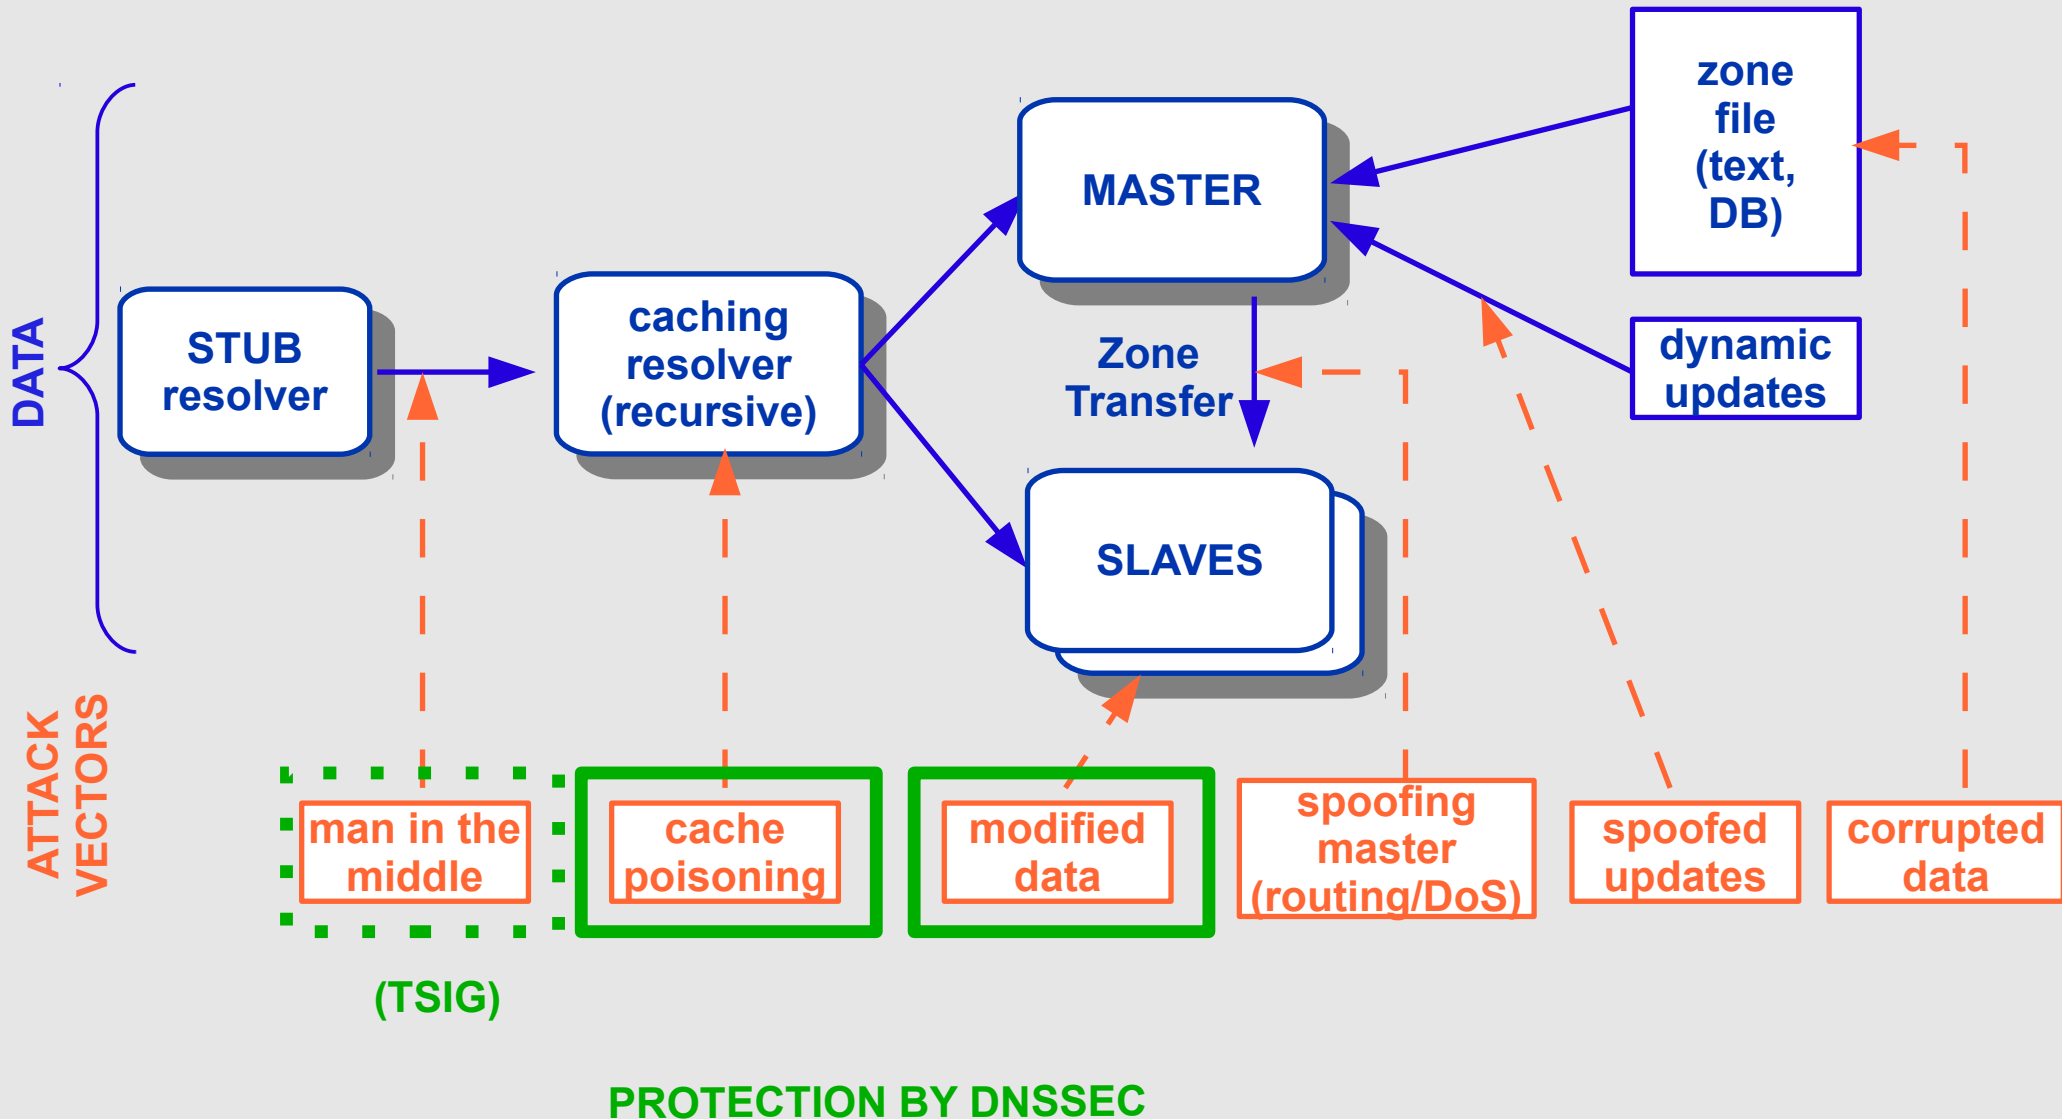 zone
file
(text,
DB)
MASTER
STUB
resolver
caching
resolver
(recursive)
Zone
Transfer
dynamic
updates
DATA
SLAVES
ATTACK
VECTORS
man in the
middle
cache
poisoning
modified
data
spoofing
master
(routing/DoS)
spoofed
updates
corrupted
data
(TSIG)
PROTECTION BY DNSSEC